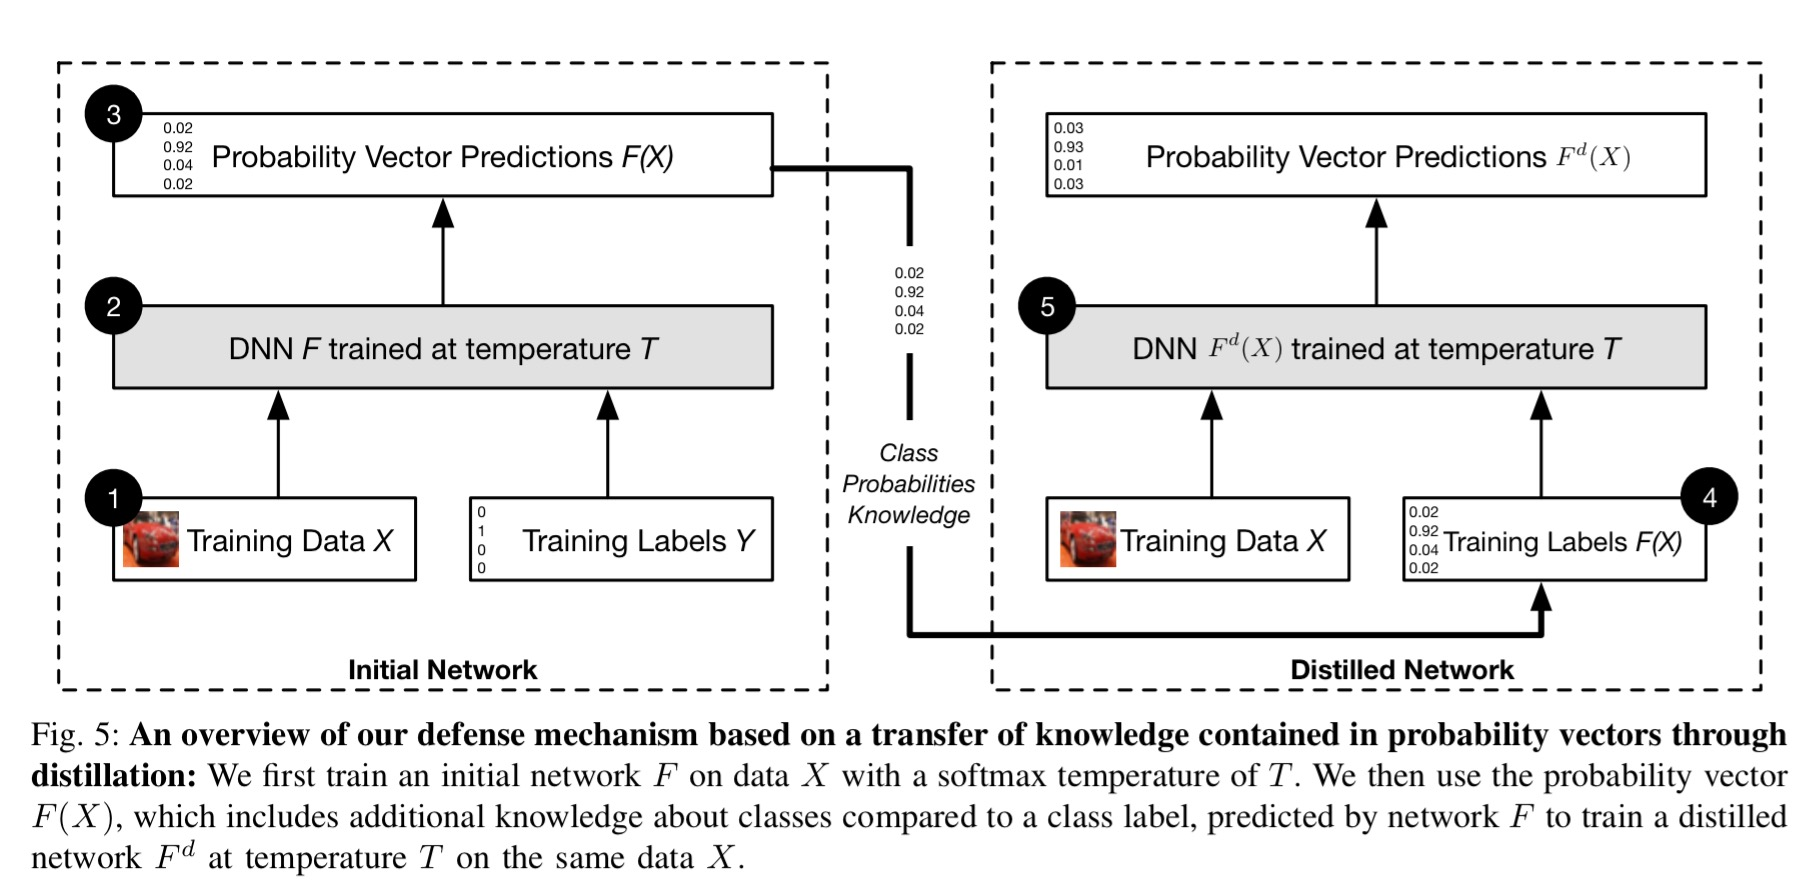 3
0.02
0.92
0.04
0.02
Probability Vector Predictions F(X)
2
DNN F trained at temperature T
1
Training Data X
0
1
0
0
Training Labels Y
Initial Network
0.02
0.92
0.04
0.02
Class
Probabilities
Knowledge
0.03
0.93
0.01
0.03
Probability Vector Predictions F^d(X)
5
DNN F^d(X) trained at temperature T
Training Data X
4
0.02
0.92
0.04
0.02
Training Labels F(X)
Distilled Network
Fig. 5: An overview of our defense mechanism based on a transfer of knowledge contained in probability vectors through
distillation: We first train an initial network F on data X with a softmax temperature of T. We then use the probability vector
F(X), which includes additional knowledge about classes compared to a class label, predicted by network F to train a distilled
network F^d at temperature T on the same data X.